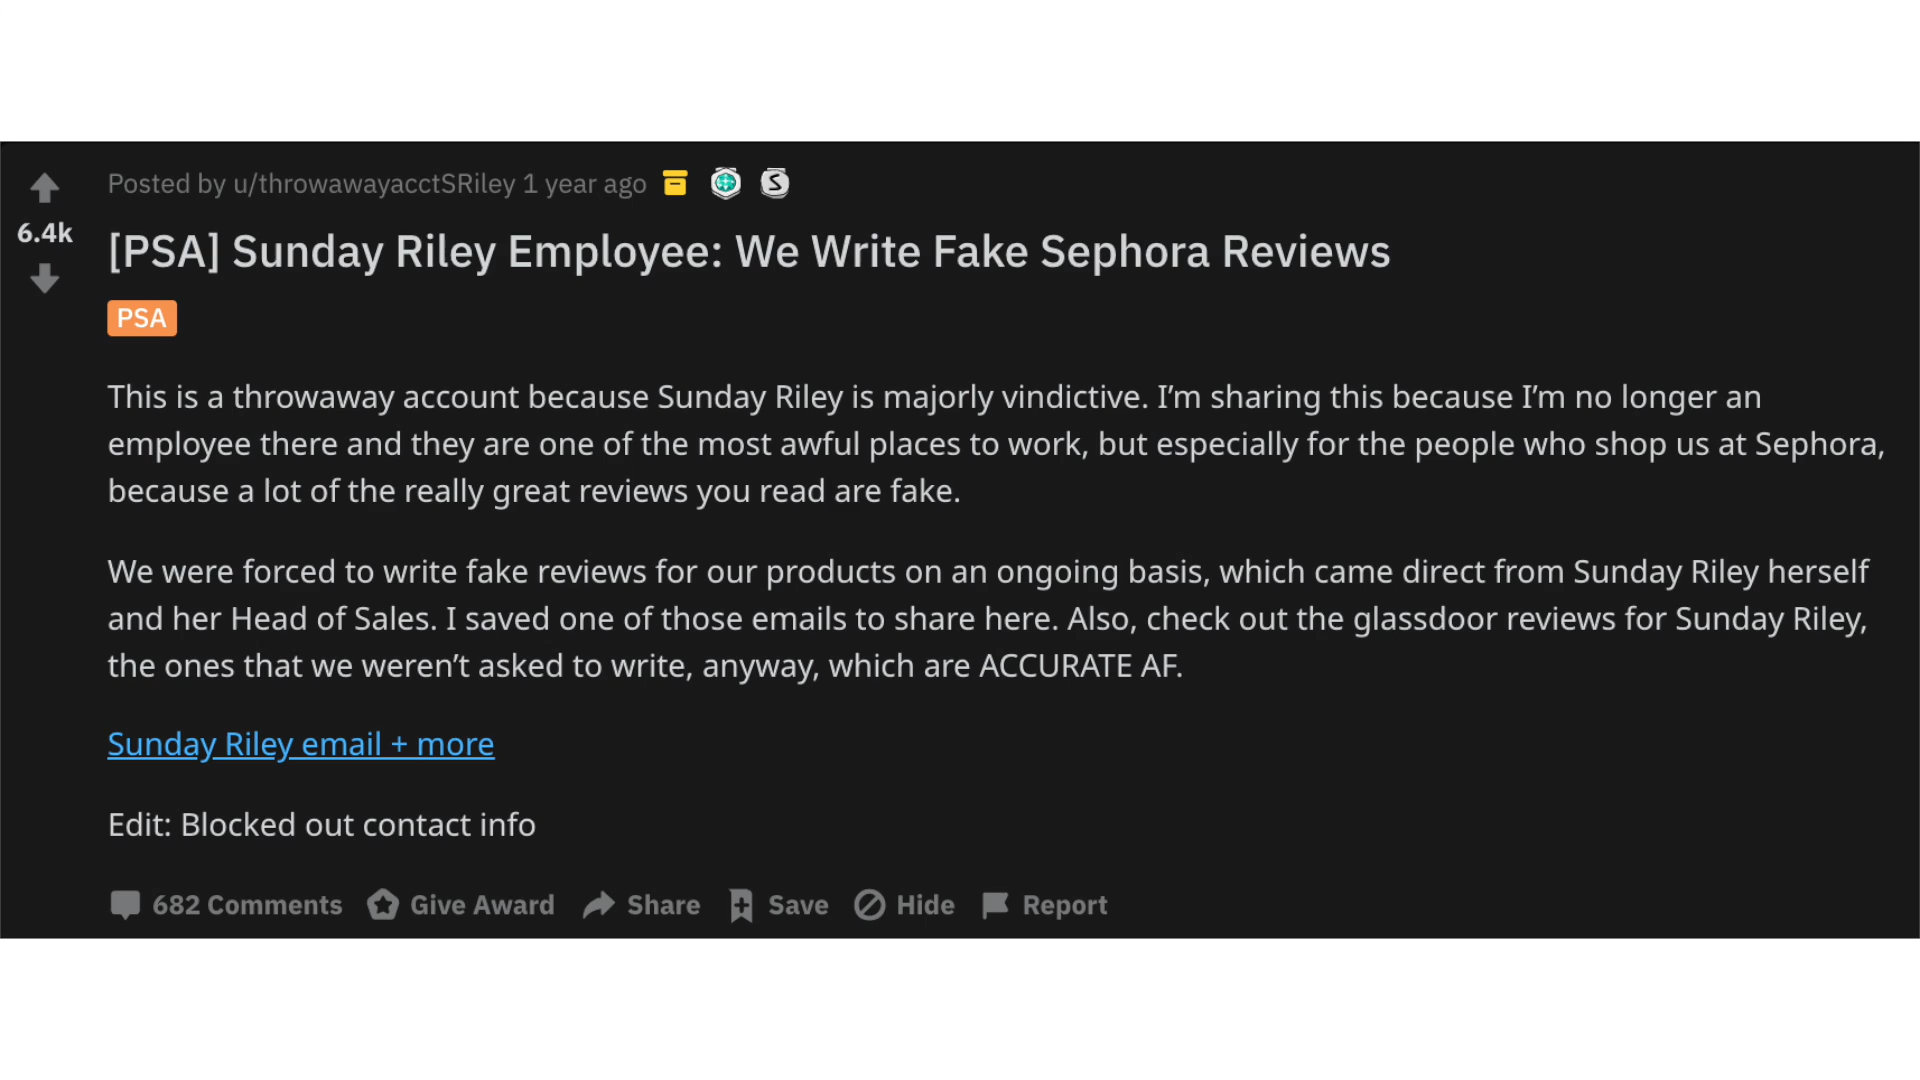 Posted by u/throwawayacctSRiley 1 year ago
6.4k
[PSA] Sunday Riley Employee: We Write Fake Sephora Reviews
PSA
This is a throwaway account because Sunday Riley is majorly vindictive. I’m sharing this because I’m no longer an
employee there and they are one of the most awful places to work, but especially for the people who shop us at Sephora,
because a lot of the really great reviews you read are fake.
We were forced to write fake reviews for our products on an ongoing basis, which came direct from Sunday Riley herself
and her Head of Sales. I saved one of those emails to share here. Also, check out the glassdoor reviews for Sunday Riley,
the ones that we weren’t asked to write, anyway, which are ACCURATE AF.
Sunday Riley email + more
Edit: Blocked out contact info
682 Comments Give Award Share Save Hide Report